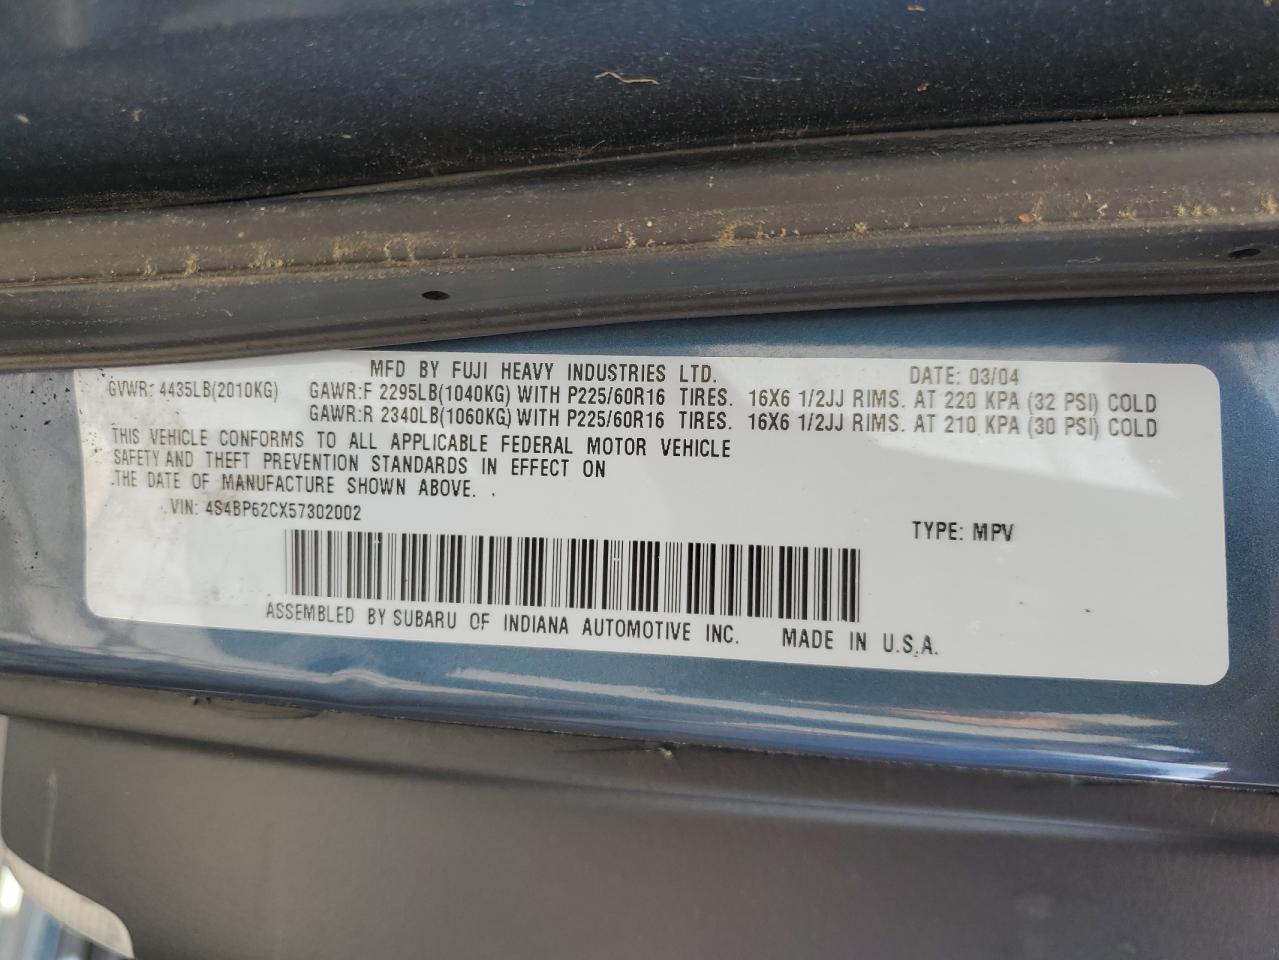 MFD BY FUJI HEAVY INDUSTRIES LTD. DATE: 03/04
GVWR: 4435LB(2010KG) GAWR:F 2295LB(1040KG) WITH P225/60R16 TIRES. 16X6 1/2JJ RIMS. AT 220 KPA (32 PSI) COLD
GAWR:R 2340LB(1060KG) WITH P225/60R16 TIRES. 16X6 1/2JJ RIMS. AT 210 KPA (30 PSI) COLD
THIS VEHICLE CONFORMS TO ALL APPLICABLE FEDERAL MOTOR VEHICLE
SAFETY AND THEFT PREVENTION STANDARDS IN EFFECT ON
THE DATE OF MANUFACTURE SHOWN ABOVE.
VIN: 4S4BP62CX57302002 TYPE: MPV
ASSEMBLED BY SUBARU OF INDIANA AUTOMOTIVE INC. MADE IN U.S.A.